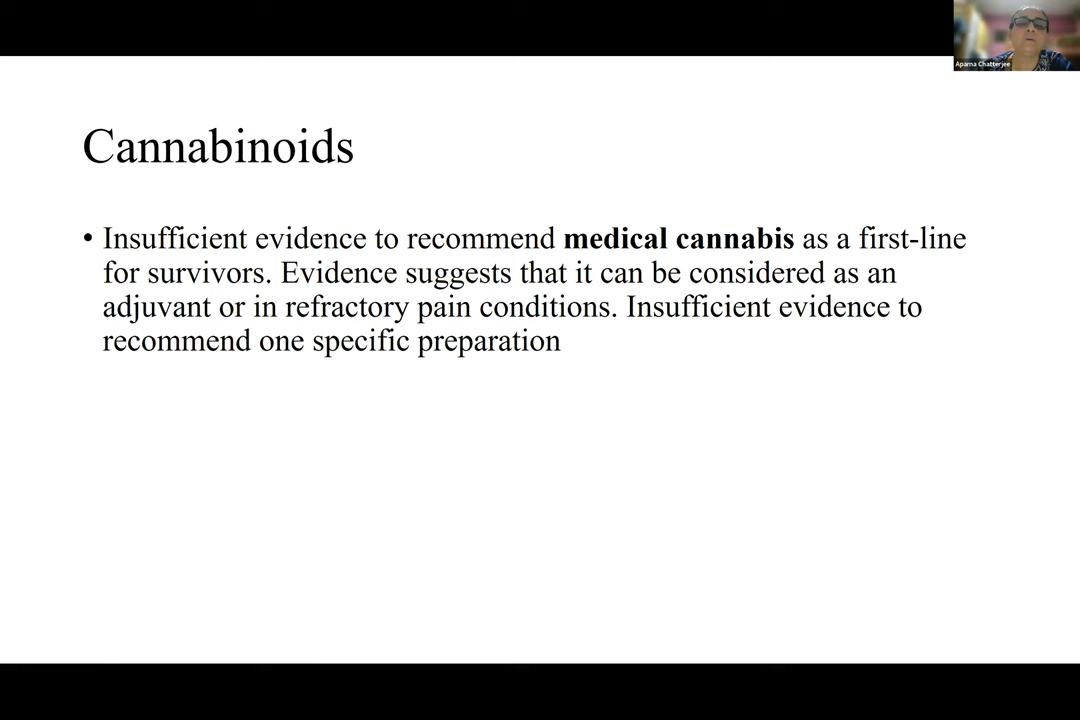 Aparna Chatterjee
Cannabinoids
• Insufficient evidence to recommend medical cannabis as a first-line
for survivors. Evidence suggests that it can be considered as an
adjuvant or in refractory pain conditions. Insufficient evidence to
recommend one specific preparation